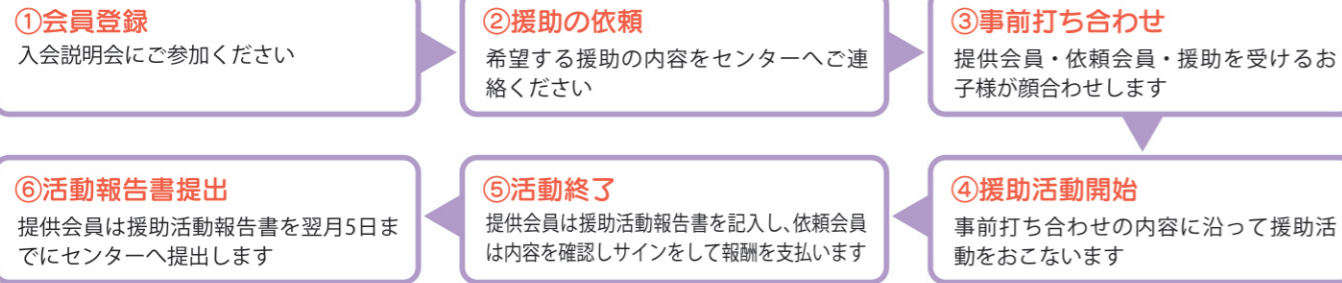 ①会員登録
入会説明会にご参加ください
②援助の依頼
希望する援助の内容をセンターへご連
絡ください
③事前打ち合わせ
提供会員・依頼会員・援助を受けるお
子様が顔合わせします
④援助活動開始
事前打ち合わせの内容に沿って援助活
動をおこないます
⑤活動終了
提供会員は援助活動報告書を記入し、依頼会員
は内容を確認しサインをして報酬を支払います
⑥活動報告書提出
提供会員は援助活動報告書を翌月5日ま
でにセンターへ提出します